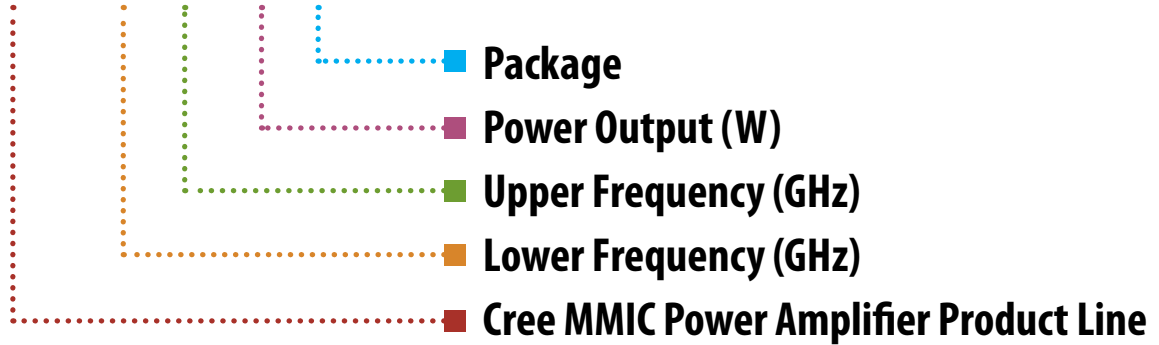 Package
Power Output (W)
Upper Frequency (GHz)
Lower Frequency (GHz)
Cree MMIC Power Amplifier Product Line